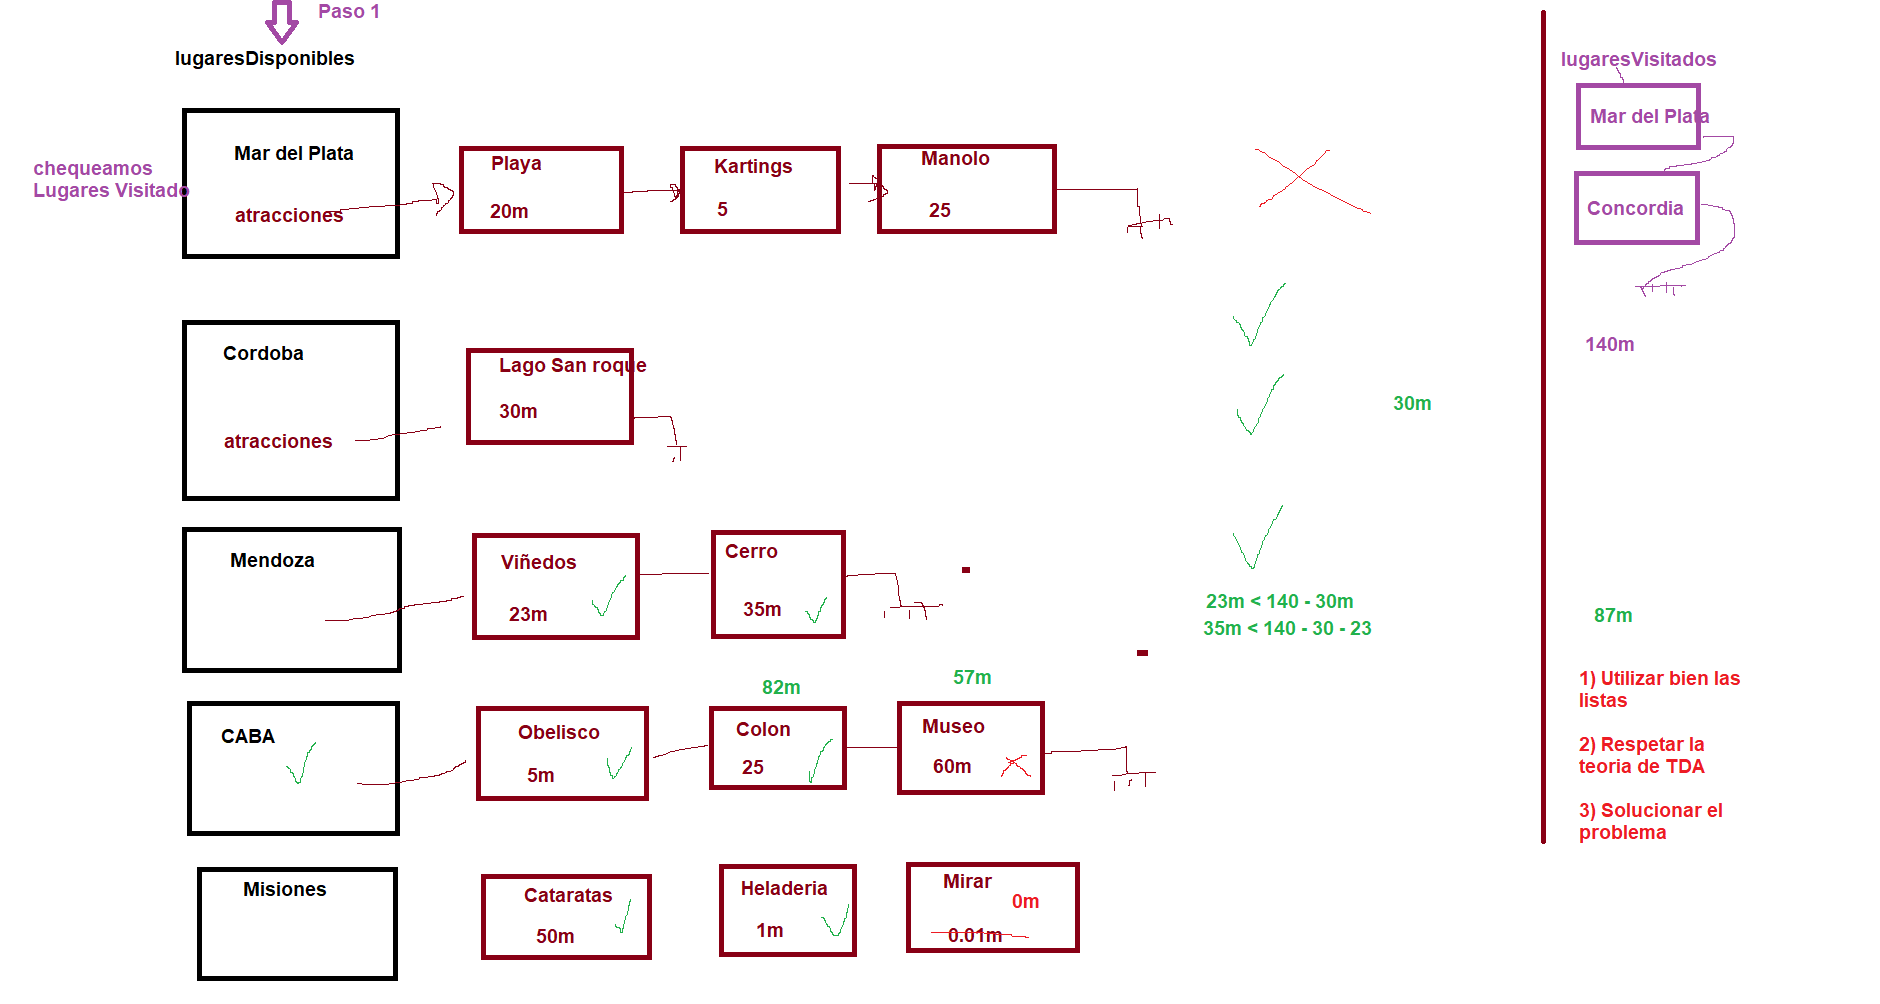 Paso 1
lugaresDisponibles
lugaresVisitados
chequeamos
Lugares Visitado
Mar del Plata
atracciones
Playa
20m
Kartings
5
Manolo
25
Mar del Plata
Concordia
140m
Cordoba
atracciones
Lago San roque
30m
30m
Mendoza
Viñedos
23m
Cerro
35m
23m < 140 - 30m
35m < 140 - 30 - 23
87m
82m
57m
CABA
Obelisco
5m
Colon
25
Museo
60m
1) Utilizar bien las
listas
2) Respetar la
teoria de TDA
3) Solucionar el
problema
Misiones
Cataratas
50m
Heladeria
1m
Mirar
0m
0.01m